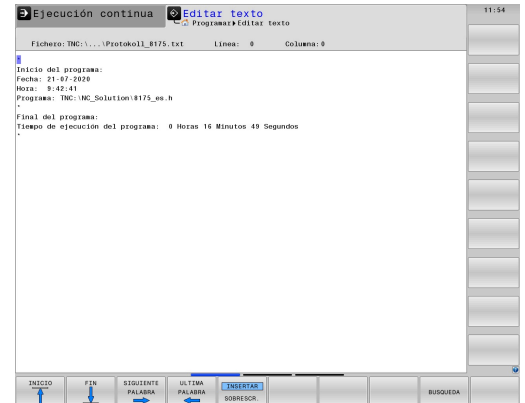 Ejecución continua
Editar texto
Programar Editar texto
11:54
Fichero:TNC:\...\Protokoll_8175.txt Línea: 0 Columna:0
*
Inicio del programa:
Fecha: 21-07-2020
Hora: 9:42:41
Programa: TNC:\NC_Solution\8175_es.h
*
Final del programa:
Tiempo de ejecución del programa: 0 Horas 16 Minutos 49 Segundos
*
INICIO
FIN
SIGUIENTE PALABRA
ULTIMA PALABRA
INSERTAR
SOBRESCR.
BUSQUEDA